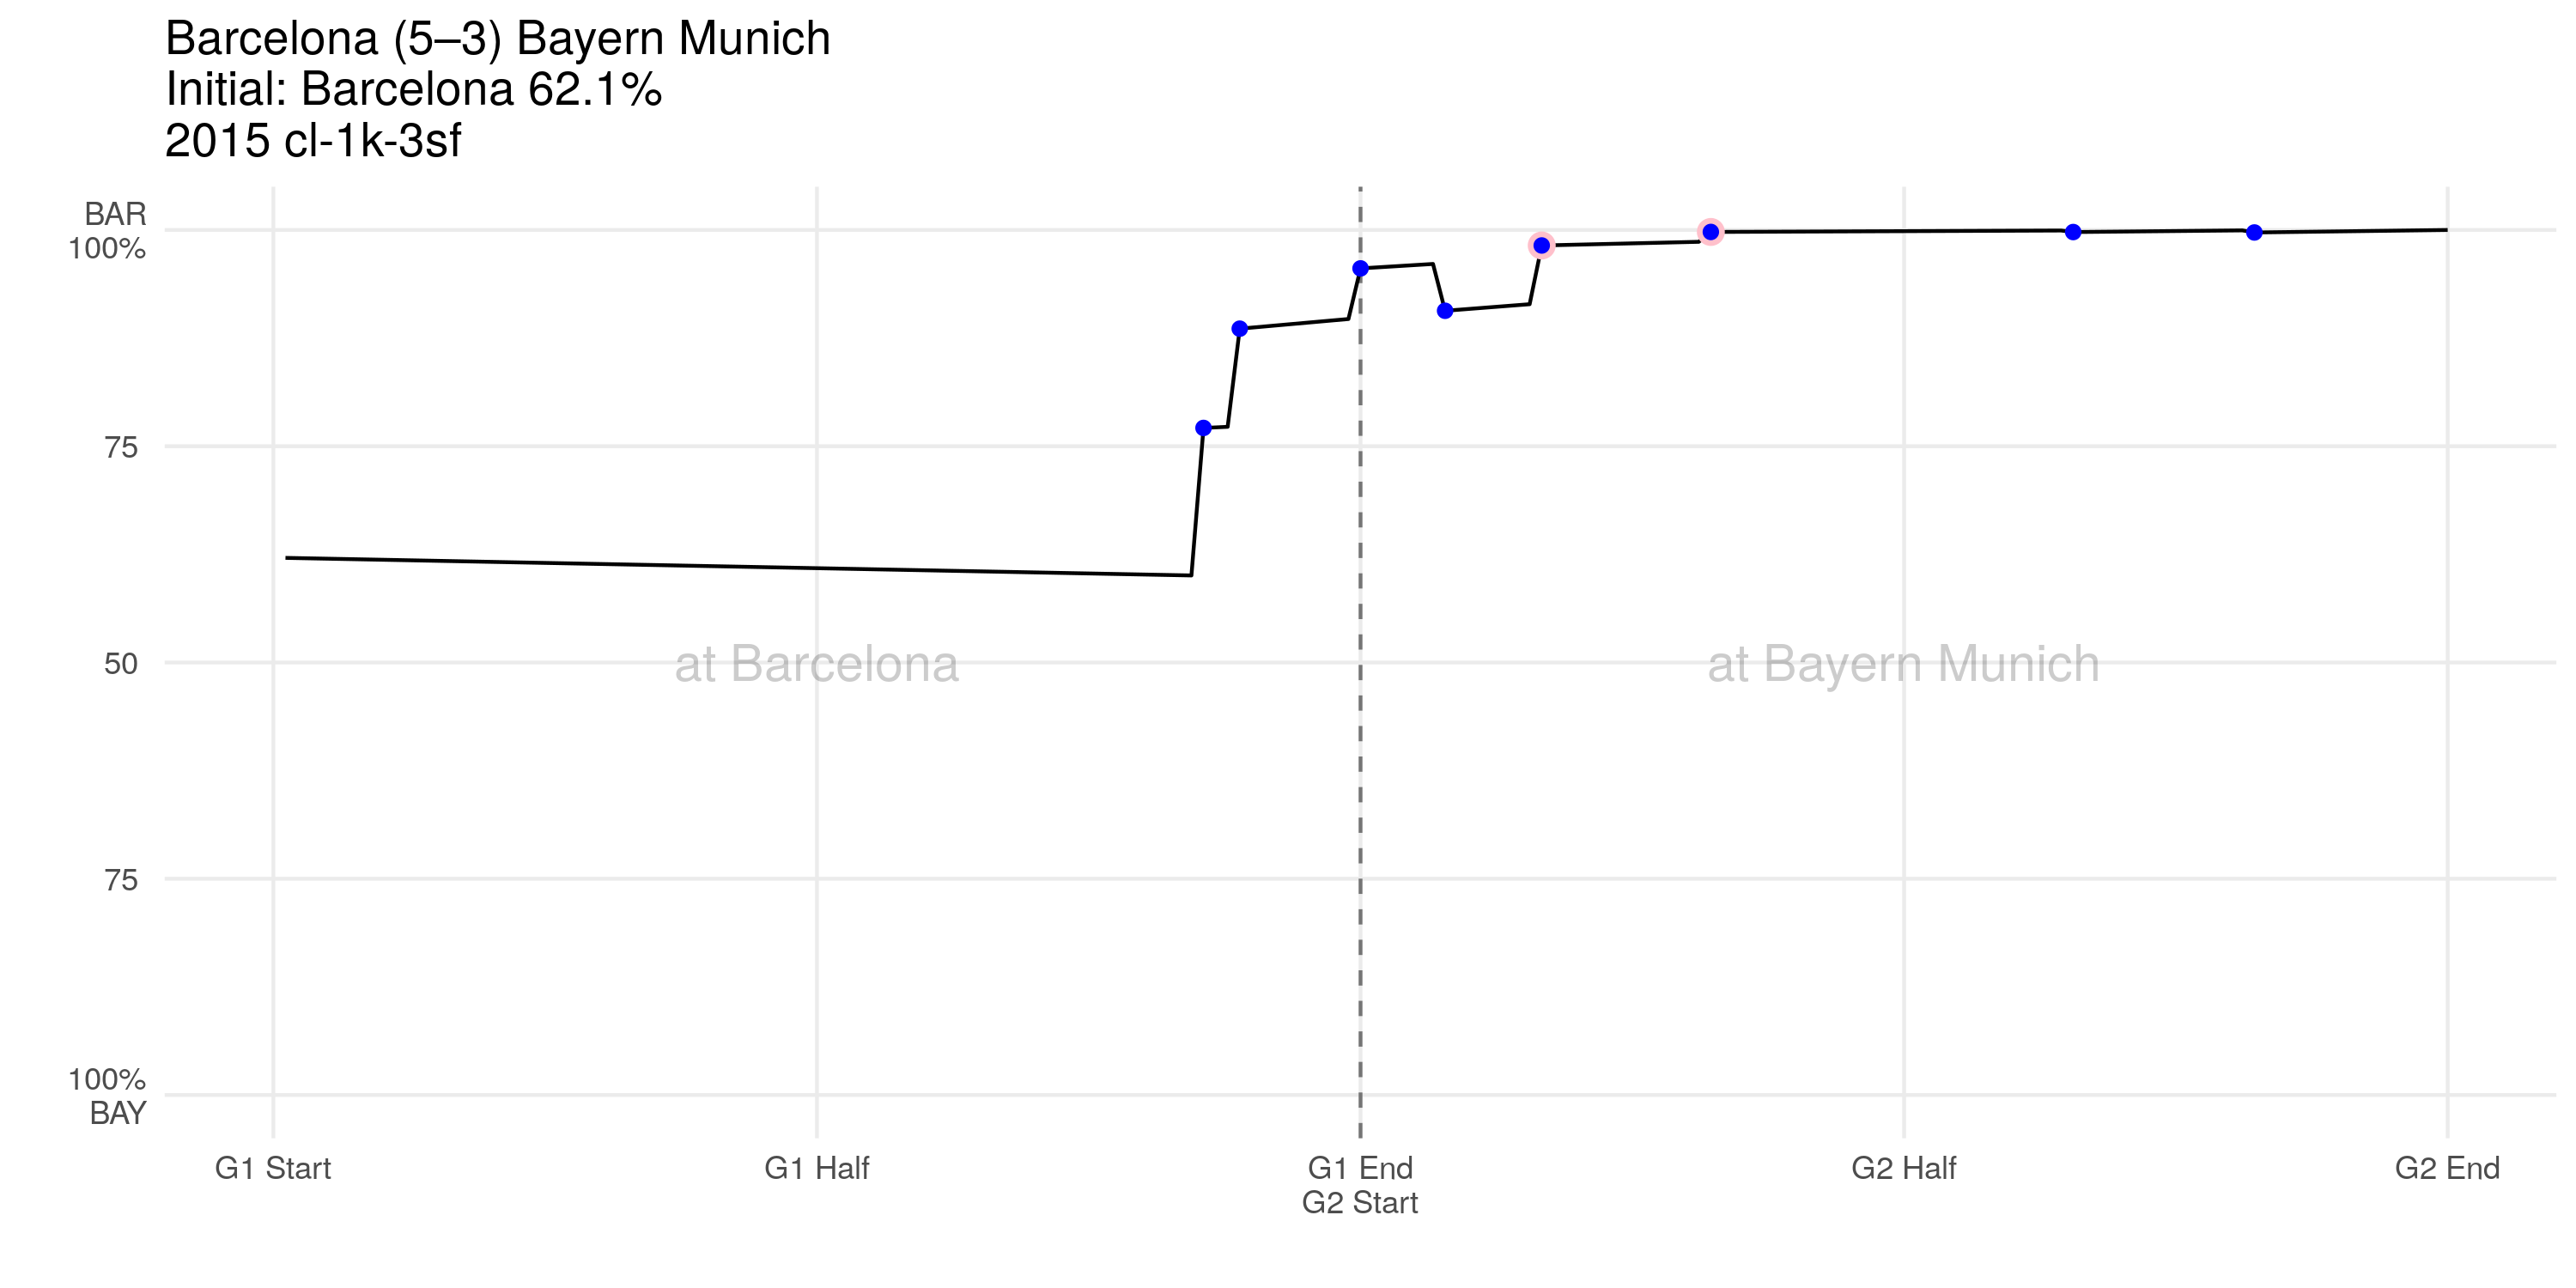 Barcelona (5–3) Bayern Munich
Initial: Barcelona 62.1%
2015 cl-1k-3sf
BAR
100%
75
50
75
100%
BAY
at Barcelona
at Bayern Munich
G1 Start
G1 Half
G1 End
G2 Start
G2 Half
G2 End